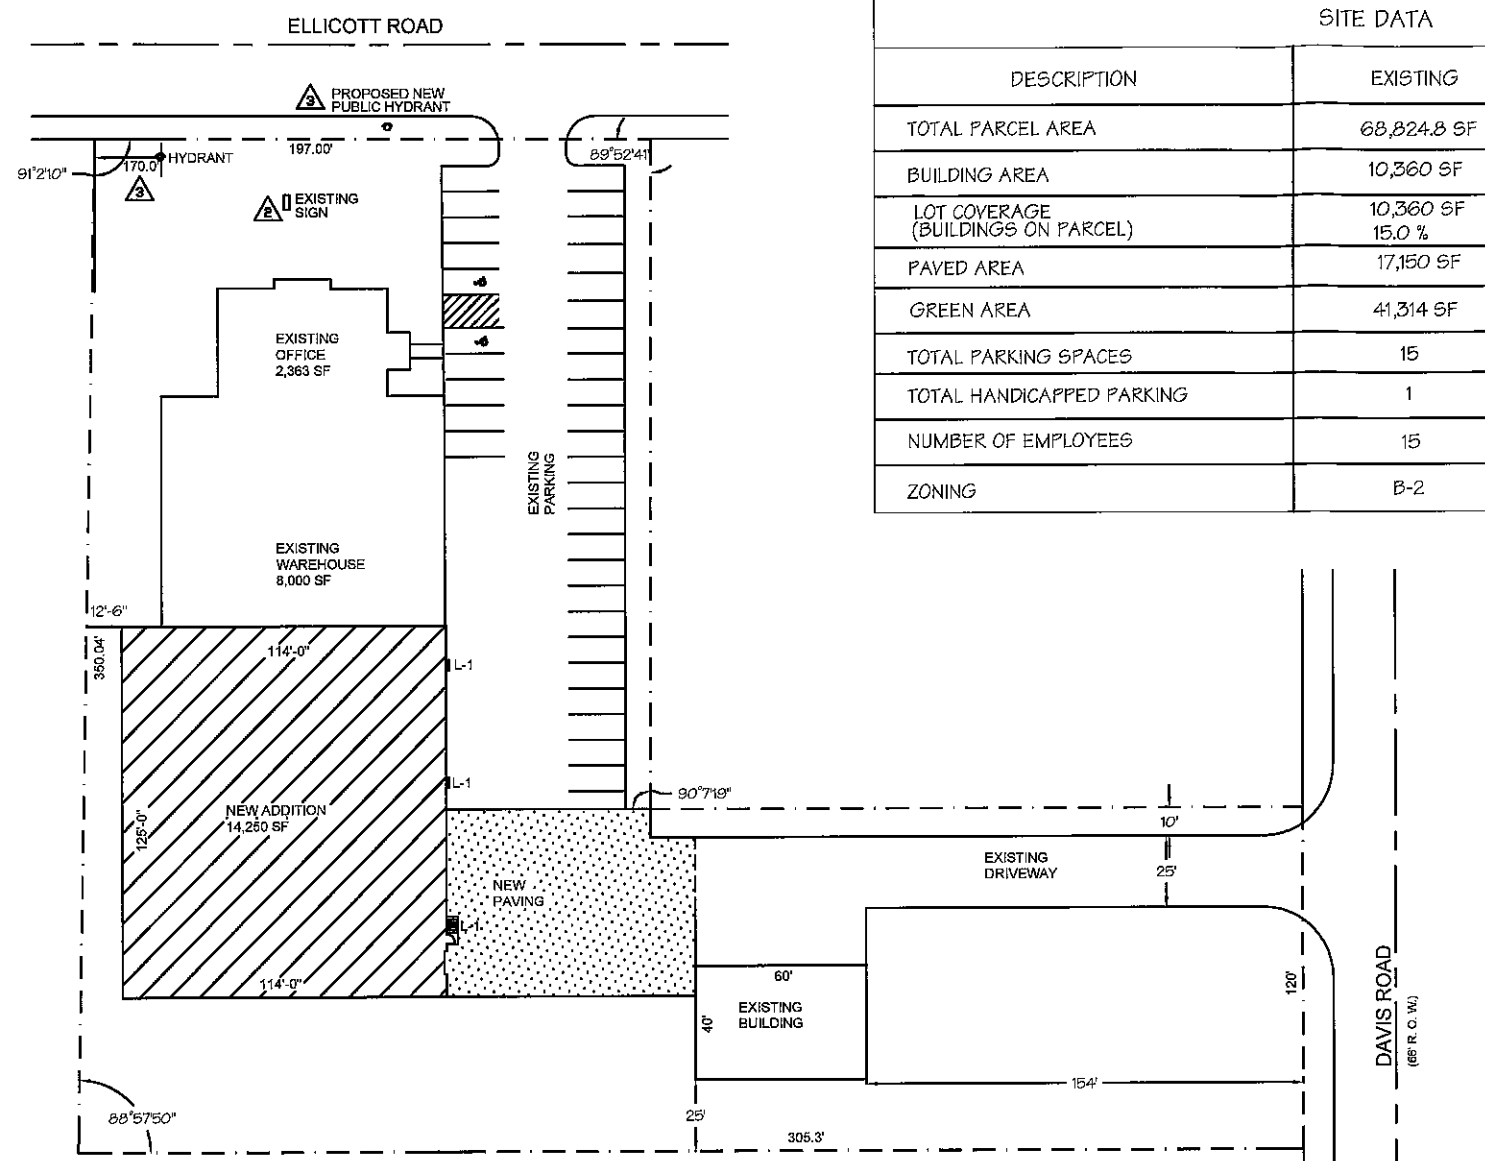 ELLICOTT ROAD
3
PROPOSED NEW
PUBLIC HYDRANT
HYDRANT
170.0'
3
197.00'
91°2'10"
89°52'41"
2
EXISTING
SIGN
EXISTING
OFFICE
2,363 SF
EXISTING
PARKING
EXISTING
WAREHOUSE
8,000 SF
12'-6"
350.04'
114'-0"
L-1
L-1
NEW ADDITION
14,250 SF
125'-0"
90°7'19"
NEW
PAVING
L-1
114'-0"
10'
EXISTING
DRIVEWAY
25'
60'
EXISTING
BUILDING
40'
120'
DAVIS ROAD
(66' R. O. W.)
154'
88°57'50"
25'
305.3'
SITE DATA
DESCRIPTION EXISTING
TOTAL PARCEL AREA 68,824.8 SF
BUILDING AREA 10,360 SF
LOT COVERAGE 10,360 SF
(BUILDINGS ON PARCEL) 15.0 %
PAVED AREA 17,150 SF
GREEN AREA 41,314 SF
TOTAL PARKING SPACES 15
TOTAL HANDICAPPED PARKING 1
NUMBER OF EMPLOYEES 15
ZONING B-2